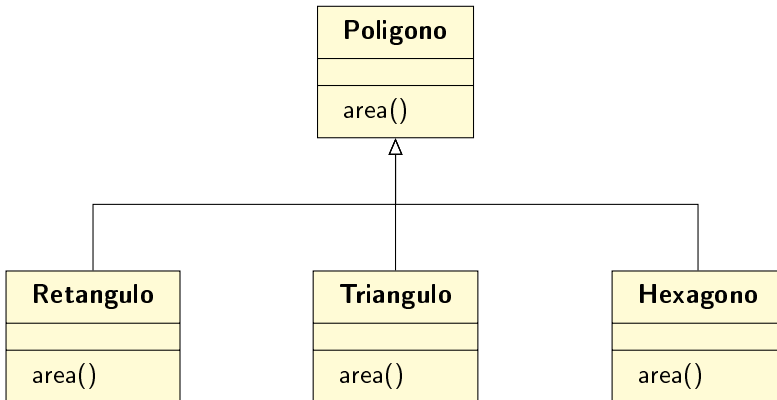 Poligono
area()
Retangulo
Triangulo
Hexagono
area()
area()
area()